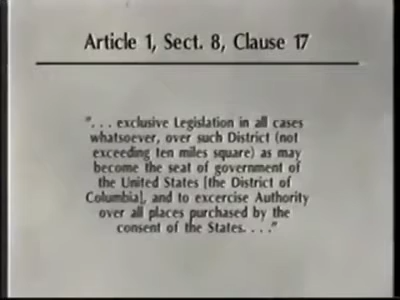 Article 1, Sect. 8, Clause 17
". . . exclusive Legislation in all cases
whatsoever, over such District (not
exceeding ten miles square) as may
become the seat of government of
the United States [the District of
Columbia], and to excercise Authority
over all places purchased by the
consent of the States. . . ."